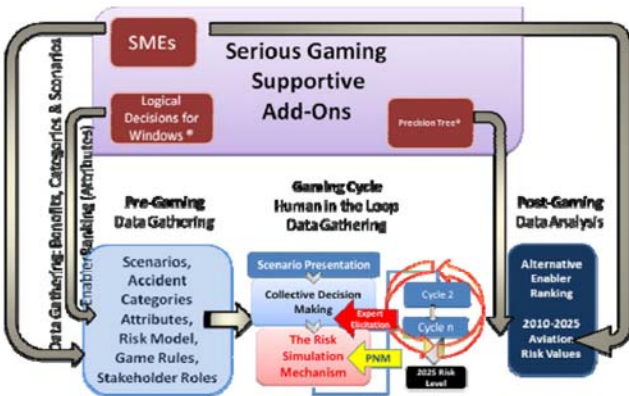 SMEs
Serious Gaming
Supportive
Add-Ons
Logical
Decisions for
Windows ®
Precision Tree®
Data Gathering: Benefits, Categories & Scenarios
Enabler Ranking (Attributes)
Pre-Gaming
Data Gathering
Gaming Cycle
Human in the Loop
Data Gathering
Post-Gaming
Data Analysis
Scenarios,
Accident
Categories
Attributes,
Risk Model,
Game Rules,
Stakeholder Roles
Scenario Presentation
Collective Decision
Making
Expert
Elicitation
The Risk
Simulation
Mechanism
PNM
Cycle 2
Cycle n
2025 Risk
Level
Alternative
Enabler
Ranking
2010-2025
Aviation
Risk Values